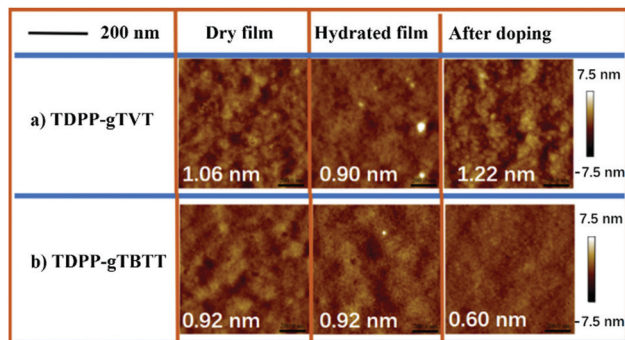 200 nm Dry film Hydrated film After doping
a) TDPP-gTVT
1.06 nm 0.90 nm 1.22 nm
7.5 nm
-7.5 nm
b) TDPP-gTBTT
0.92 nm 0.92 nm 0.60 nm
7.5 nm
-7.5 nm